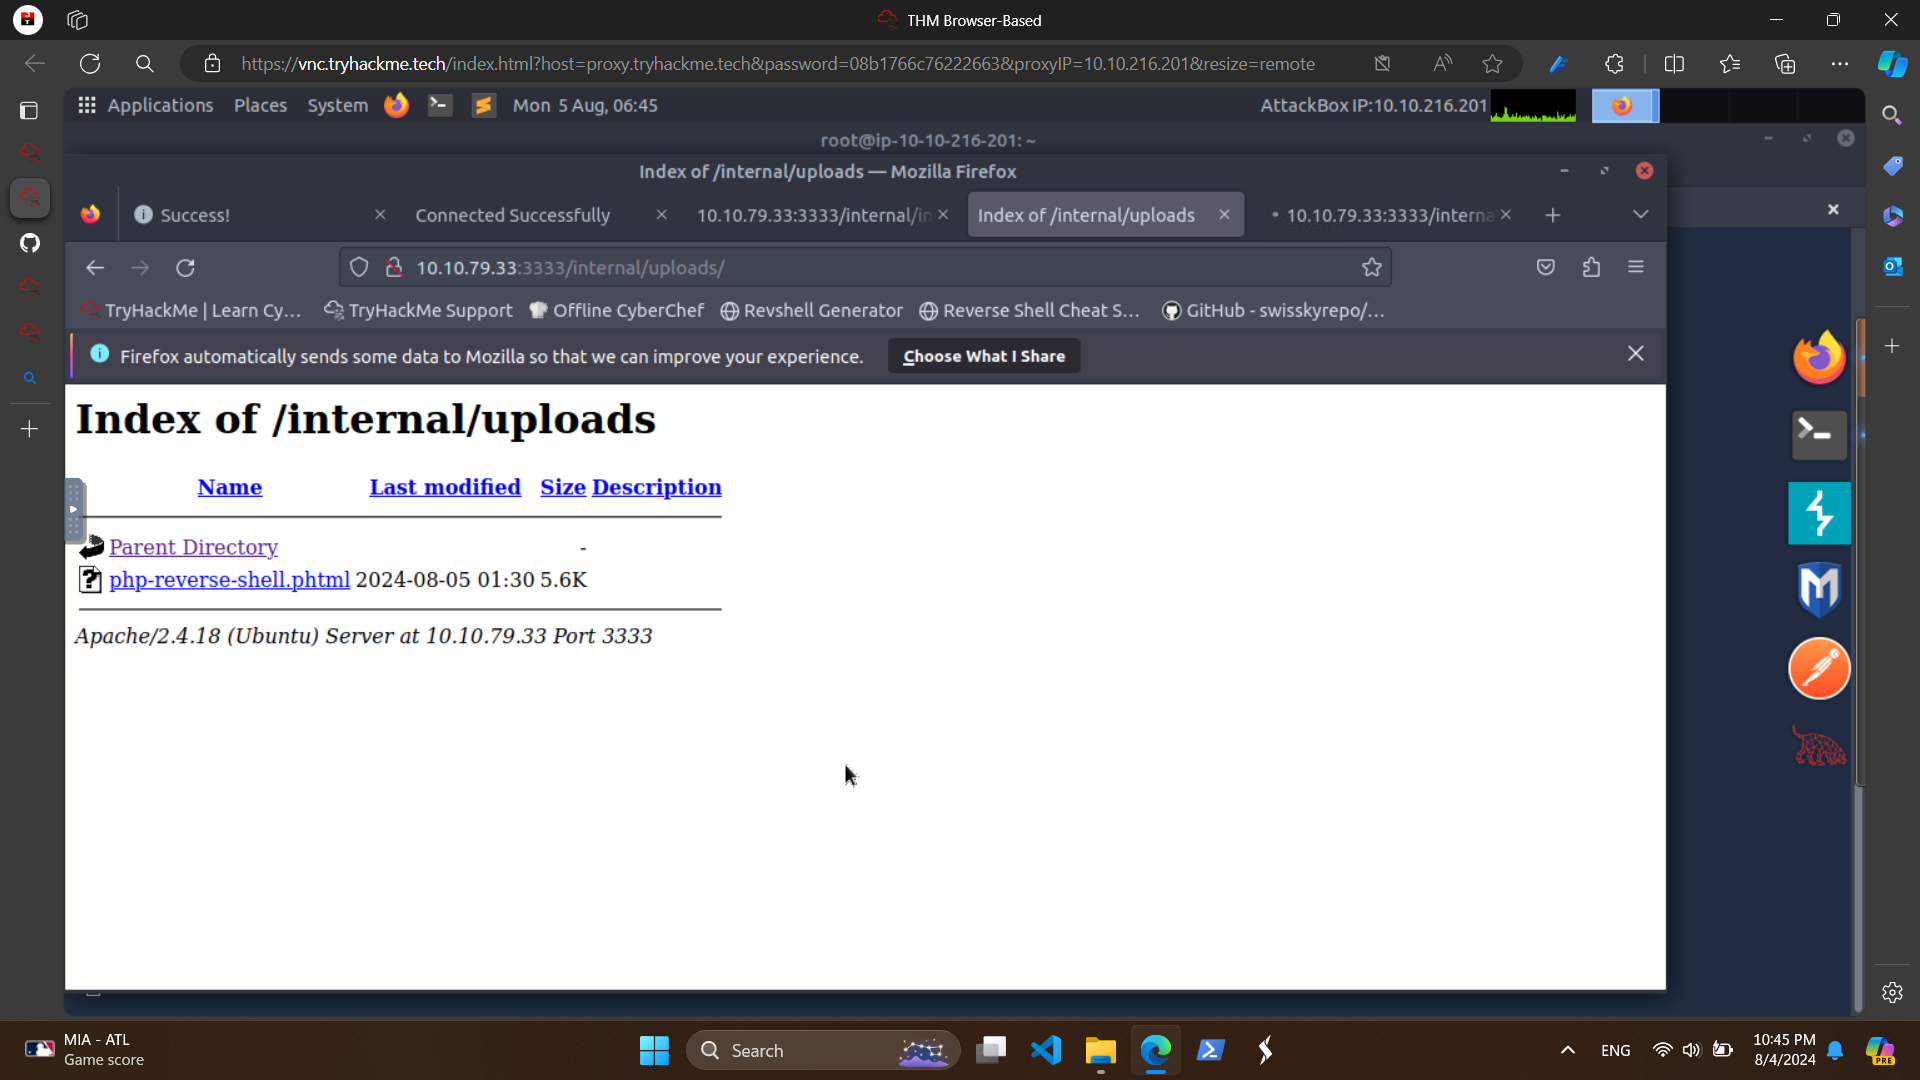 THM Browser-Based
https://vnc.tryhackme.tech/index.html?host=proxy.tryhackme.tech&password=08b1766c76222663&proxyIP=10.10.216.201&resize=remote
Applications Places System Mon 5 Aug, 06:45 AttackBox IP:10.10.216.201
root@ip-10-10-216-201: ~
Index of /internal/uploads — Mozilla Firefox
Success! Connected Successfully 10.10.79.33:3333/internal/in Index of /internal/uploads 10.10.79.33:3333/interna
10.10.79.33:3333/internal/uploads/
TryHackMe | Learn Cy... TryHackMe Support Offline CyberChef Revshell Generator Reverse Shell Cheat S... GitHub - swisskyrepo/...
Firefox automatically sends some data to Mozilla so that we can improve your experience. Choose What I Share
Index of /internal/uploads
Name Last modified Size Description
Parent Directory -
php-reverse-shell.phtml 2024-08-05 01:30 5.6K
Apache/2.4.18 (Ubuntu) Server at 10.10.79.33 Port 3333
MIA - ATL
Game score
Search
ENG
10:45 PM
8/4/2024
PRE